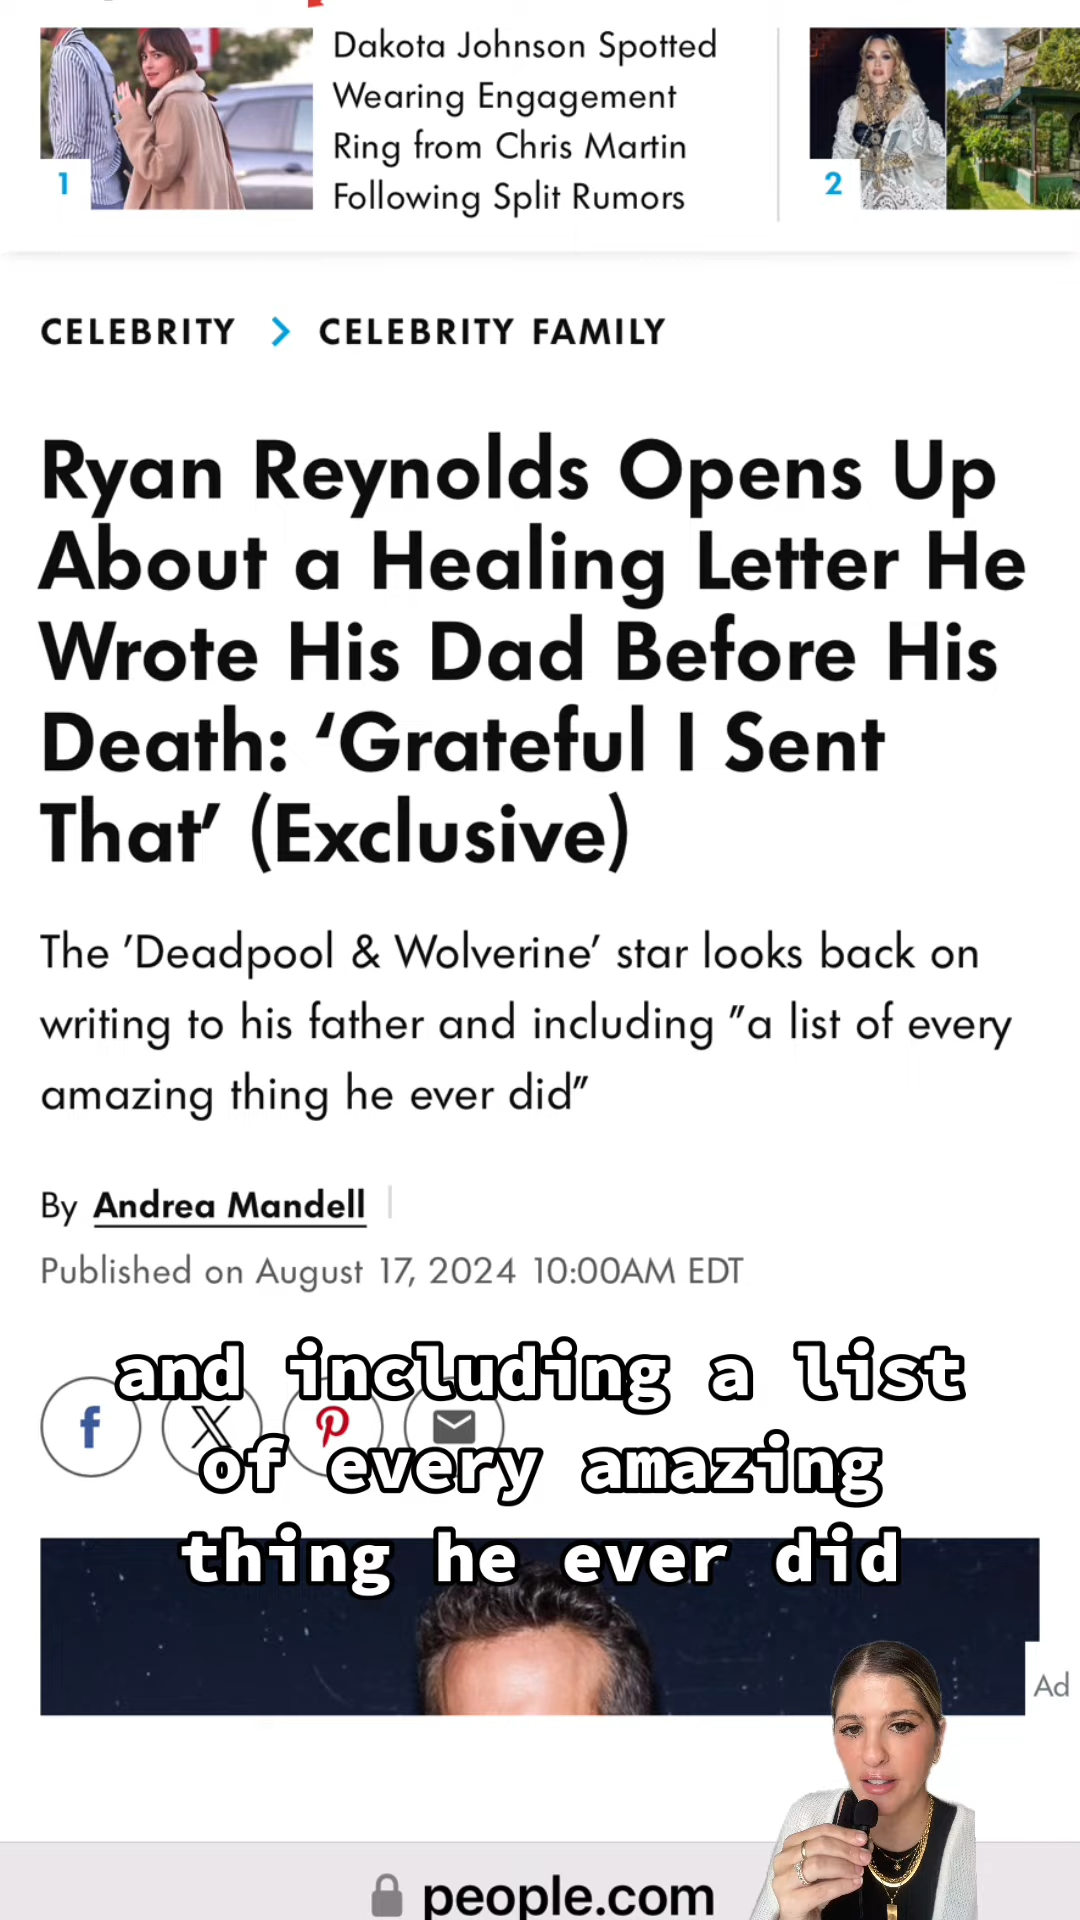 Dakota Johnson Spotted
Wearing Engagement
Ring from Chris Martin
Following Split Rumors
1
2
CELEBRITY > CELEBRITY FAMILY
Ryan Reynolds Opens Up
About a Healing Letter He
Wrote His Dad Before His
Death: ‘Grateful I Sent
That’ (Exclusive)
The ’Deadpool & Wolverine’ star looks back on
writing to his father and including ”a list of every
amazing thing he ever did”
By Andrea Mandell
Published on August 17, 2024 10:00AM EDT
and including a list
of every amazing
thing he ever did
Ad
people.com